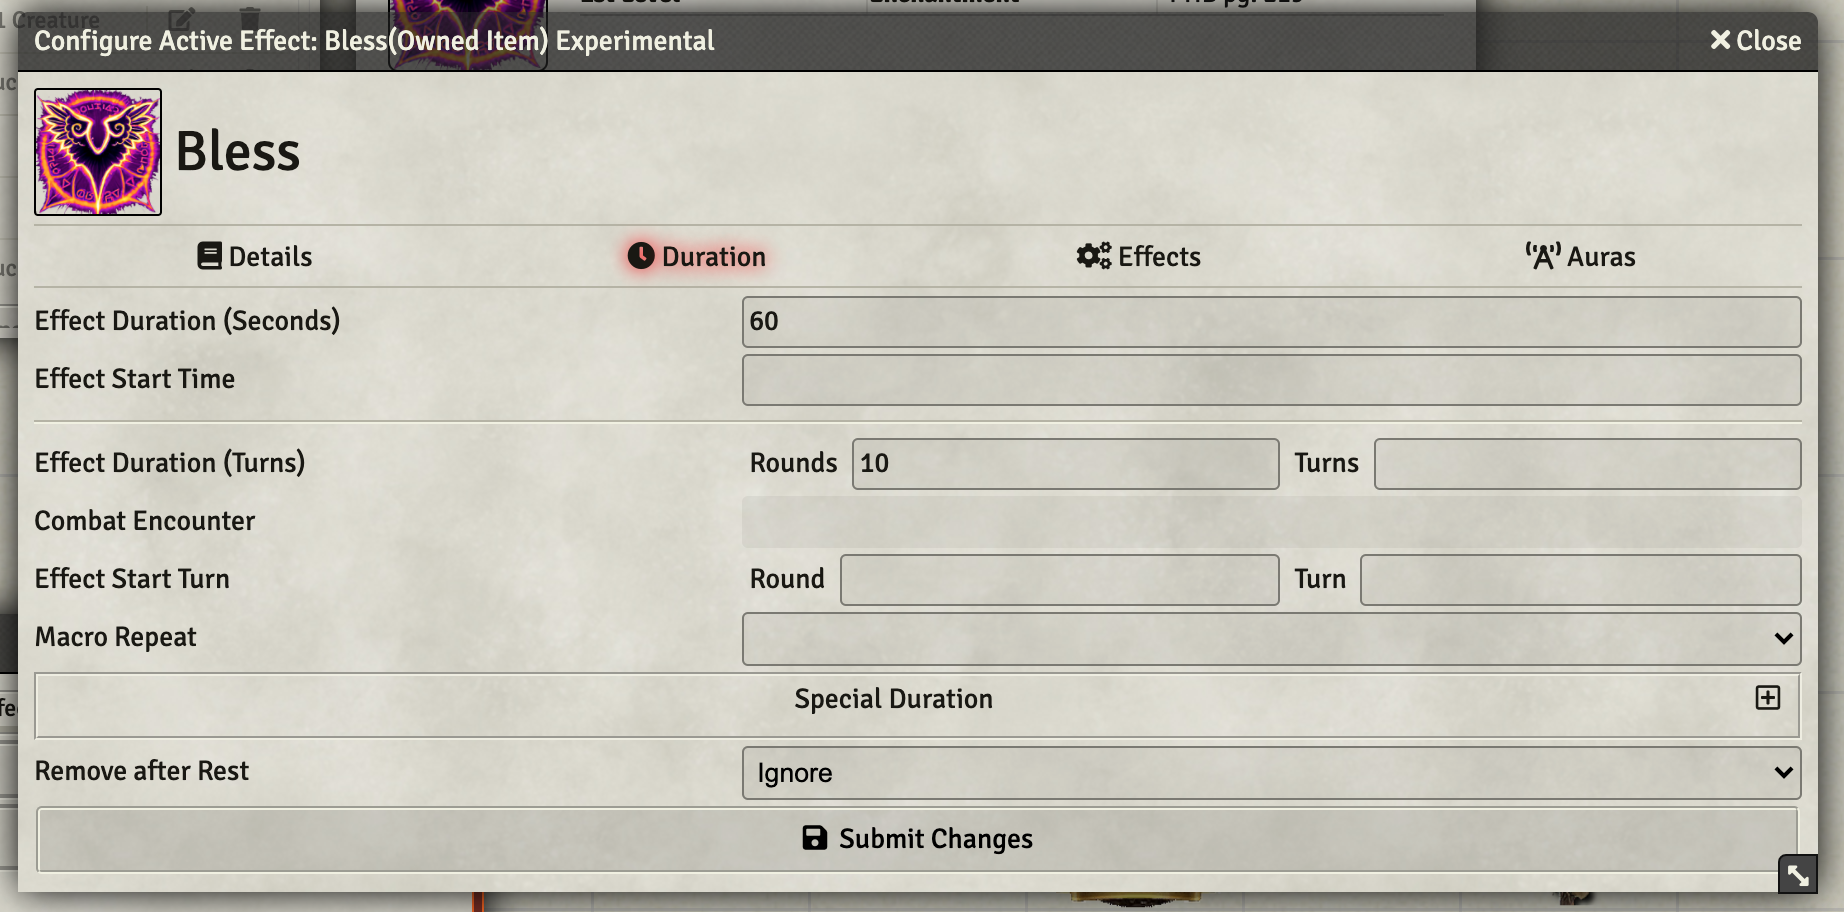 1 Creature
Configure Active Effect: Bless(Owned Item) Experimental
Close
Bless
Details
Duration
Effects
Auras
Effect Duration (Seconds)
60
Effect Start Time
Effect Duration (Turns)
Rounds
10
Turns
Combat Encounter
Effect Start Turn
Round
Turn
Macro Repeat
Special Duration
Remove after Rest
Ignore
Submit Changes